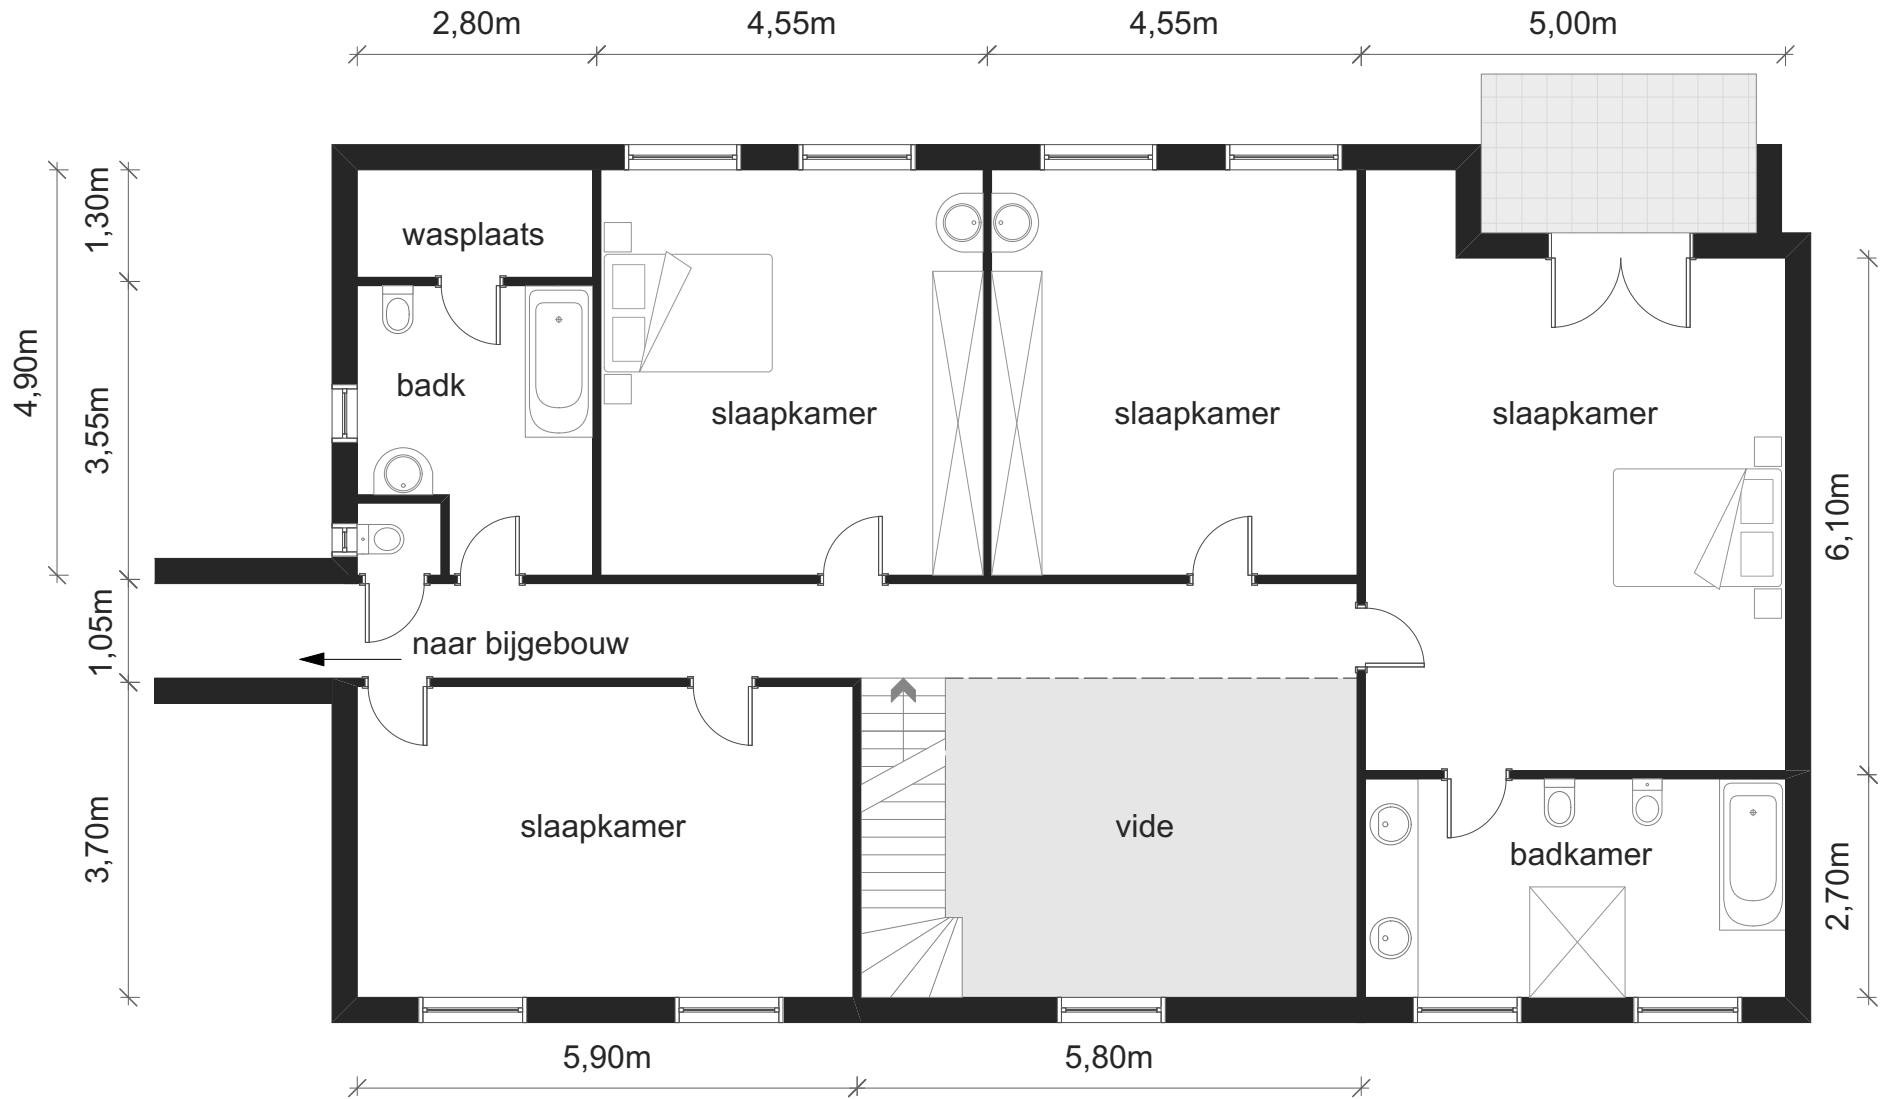 2,80m 4,55m 4,55m 5,00m
1,30m
wasplaats
4,90m
3,55m
badk
slaapkamer slaapkamer slaapkamer
6,10m
1,05m
naar bijgebouw
3,70m
slaapkamer
vide
badkamer
2,70m
5,90m 5,80m